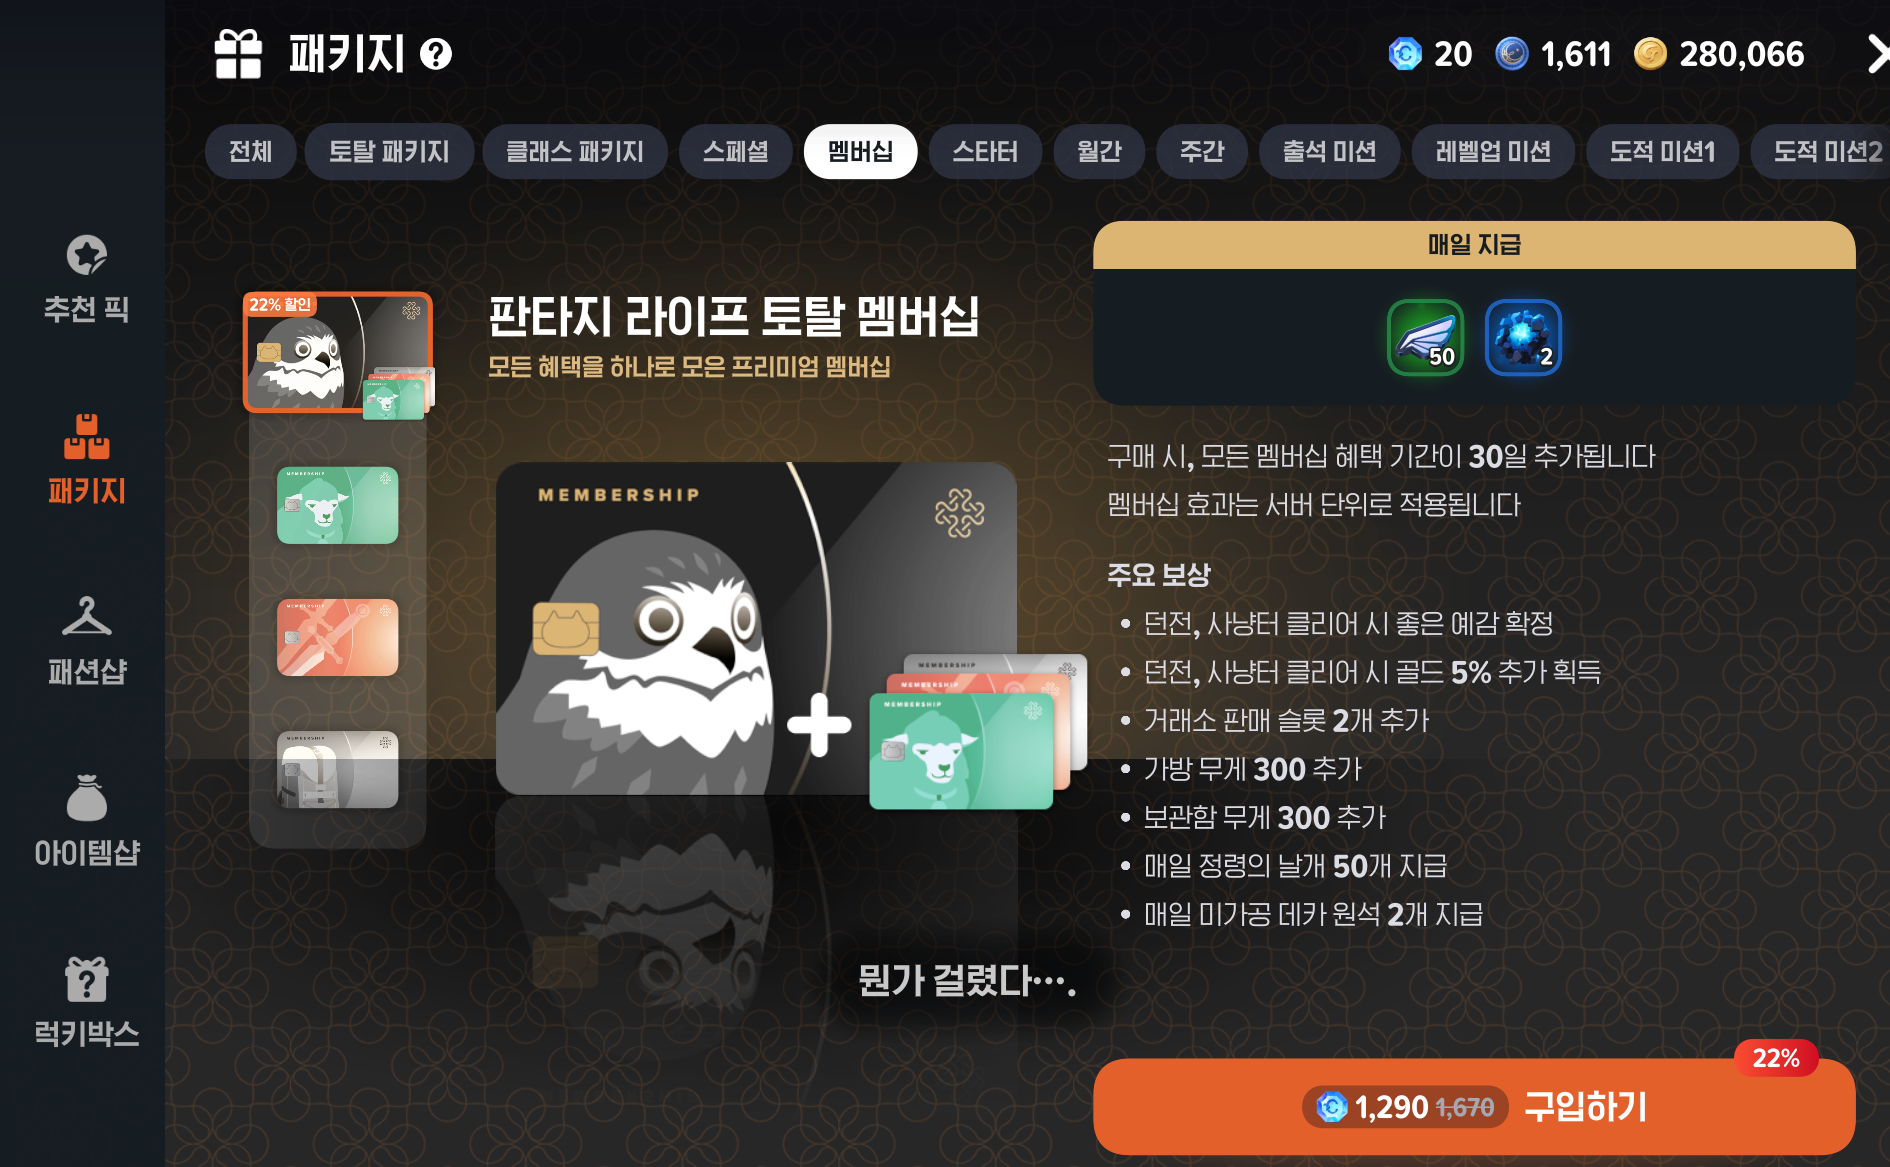 패키지 ?
20 1,611 280,066
전체 토탈 패키지 클래스 패키지 스페셜 멤버십 스타터 월간 주간 출석 미션 레벨업 미션 도적 미션1 도적 미션2
추천 픽
패키지
패션샵
아이템샵
럭키박스
22% 할인
MEMBERSHIP
MEMBERSHIP
MEMBERSHIP
판타지 라이프 토탈 멤버십
모든 혜택을 하나로 모은 프리미엄 멤버십
MEMBERSHIP
MEMBERSHIP
MEMBERSHIP
MEMBERSHIP
뭔가 걸렸다….
매일 지급
50 2
구매 시, 모든 멤버십 혜택 기간이 30일 추가됩니다
멤버십 효과는 서버 단위로 적용됩니다
주요 보상
• 던전, 사냥터 클리어 시 좋은 예감 확정
• 던전, 사냥터 클리어 시 골드 5% 추가 획득
• 거래소 판매 슬롯 2개 추가
• 가방 무게 300 추가
• 보관함 무게 300 추가
• 매일 정령의 날개 50개 지급
• 매일 미가공 데카 원석 2개 지급
22%
1,290 1,670 구입하기